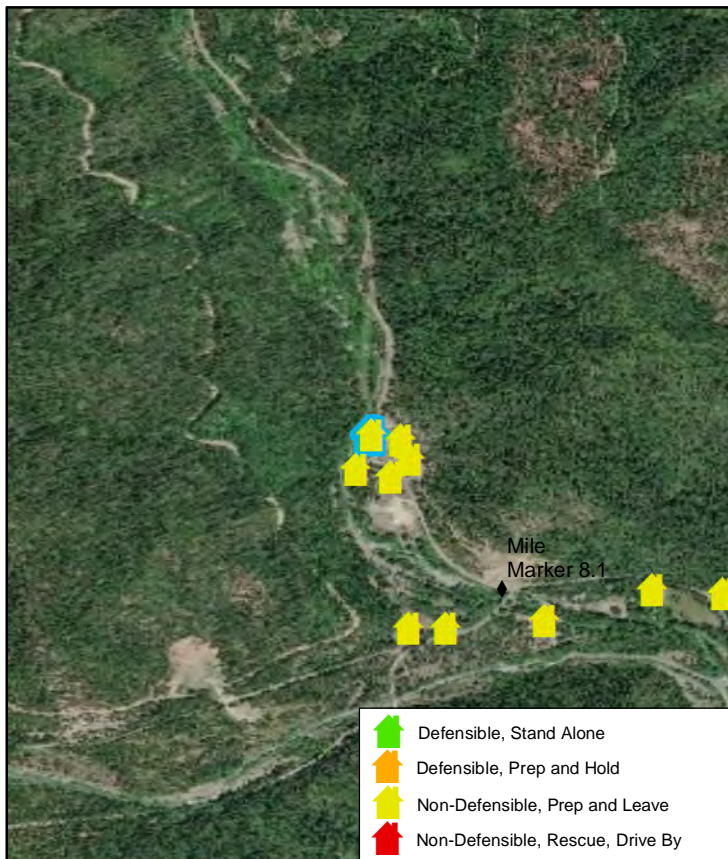 Mile
Marker 8.1
Defensible, Stand Alone
Defensible, Prep and Hold
Non-Defensible, Prep and Leave
Non-Defensible, Rescue, Drive By